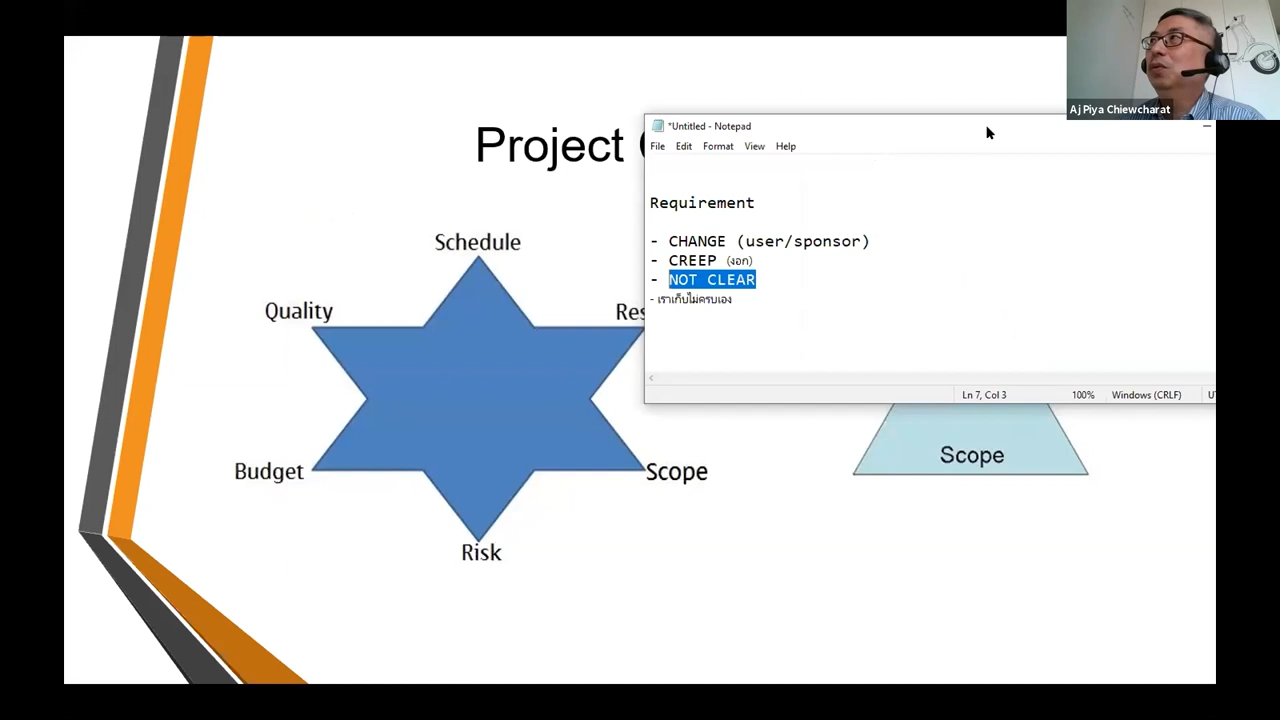 Aj Piya Chiewcharat
Project
*Untitled - Notepad
File Edit Format View Help
Requirement
- CHANGE (user/sponsor)
- CREEP (งอก)
- NOT CLEAR
- เราเก็บไม่ครบเอง
Ln 7, Col 3 100% Windows (CRLF)
Schedule
Quality
Budget
Scope
Risk
Scope